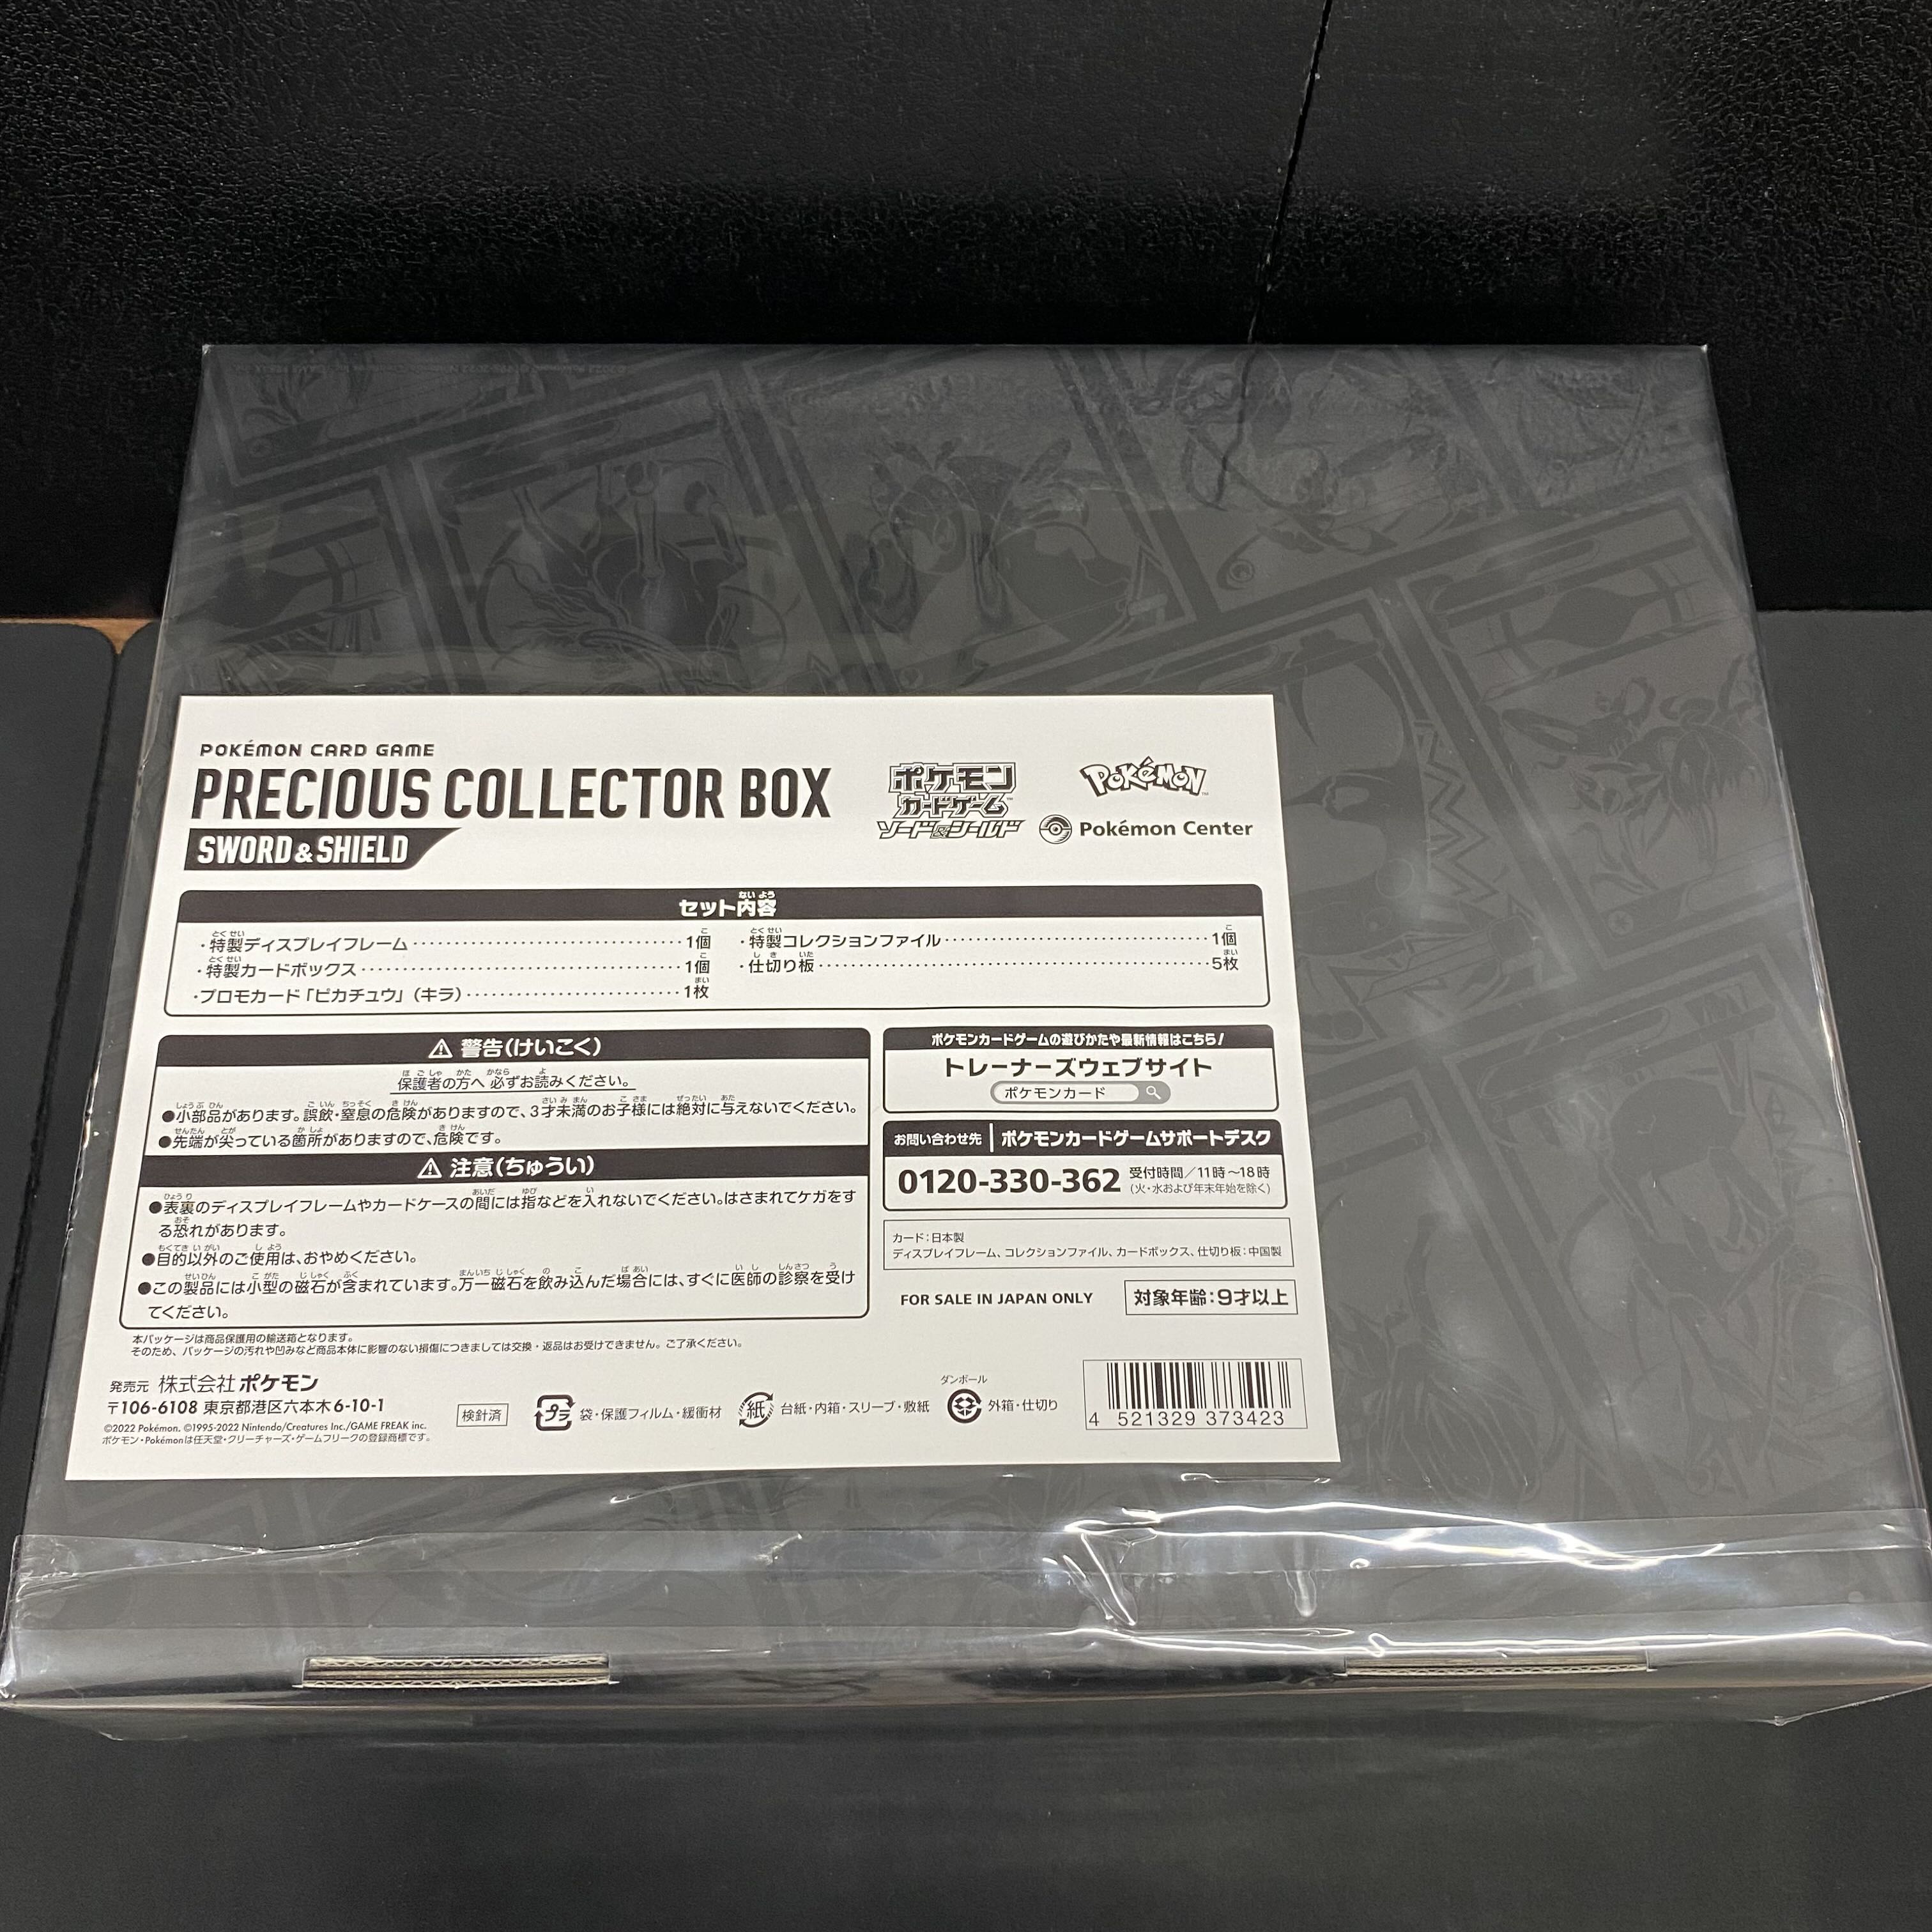 POKÉMON CARD GAME
PRECIOUS COLLECTOR BOX
SWORD & SHIELD
ポケモン
カードゲーム
ソード&シールド
Pokémon
Pokémon Center
セット内容
・特製ディスプレイフレーム 1個
・特製カードボックス 1個
・プロモカード「ピカチュウ」(キラ) 1枚
・特製コレクションファイル 1個
・仕切り板 5枚
警告(けいこく)
保護者の方へ 必ずお読みください。
●小部品があります。誤飲・窒息の危険がありますので、3才未満のお子様には絶対に与えないでください。
●先端が尖っている箇所がありますので、危険です。
注意(ちゅうい)
●表裏のディスプレイフレームやカードケースの間には指などを入れないでください。はさまれてケガをす
る恐れがあります。
●目的以外のご使用は、おやめください。
●この製品には小型の磁石が含まれています。万一磁石を飲み込んだ場合には、すぐに医師の診察を受け
てください。
ポケモンカードゲームの遊びかたや最新情報はこちら!
トレーナーズウェブサイト
ポケモンカード
お問い合わせ先 ポケモンカードゲームサポートデスク
0120-330-362 受付時間/11時〜18時
(火・水および年末年始を除く)
カード:日本製
ディスプレイフレーム、コレクションファイル、カードボックス、仕切り板:中国製
FOR SALE IN JAPAN ONLY
対象年齢:9才以上
本パッケージは商品保護用の輸送箱となります。
そのため、パッケージの汚れや凹みなど商品本体に影響のない損傷につきましては交換・返品はお受けできません。ご了承ください。
発売元 株式会社ポケモン
〒106-6108 東京都港区六本木6-10-1
©2022 Pokémon. ©1995-2022 Nintendo/Creatures Inc./GAME FREAK inc.
ポケモン・Pokémonは任天堂・クリーチャーズ・ゲームフリークの登録商標です。
検針済
プラ 袋・保護フィルム・緩衝材
紙 台紙・内箱・スリーブ・敷紙
ダンボール
外箱・仕切り
4 521329 373423